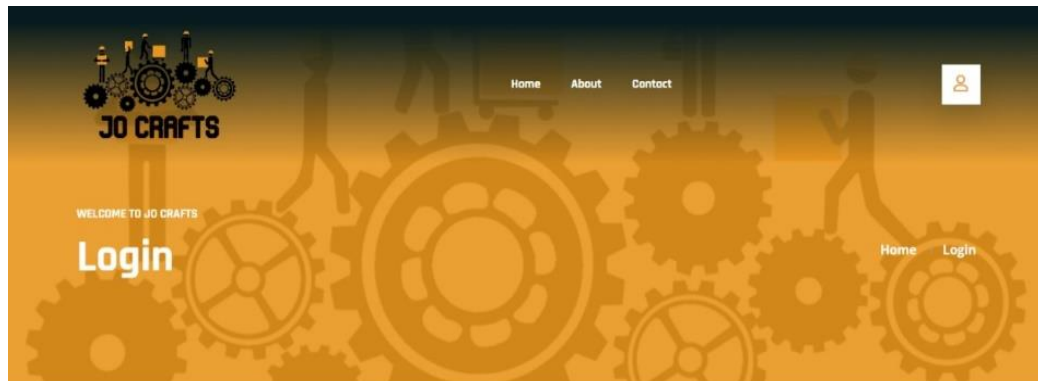 Home About Contact
JO CRAFTS
WELCOME TO JO CRAFTS
Login
Home Login